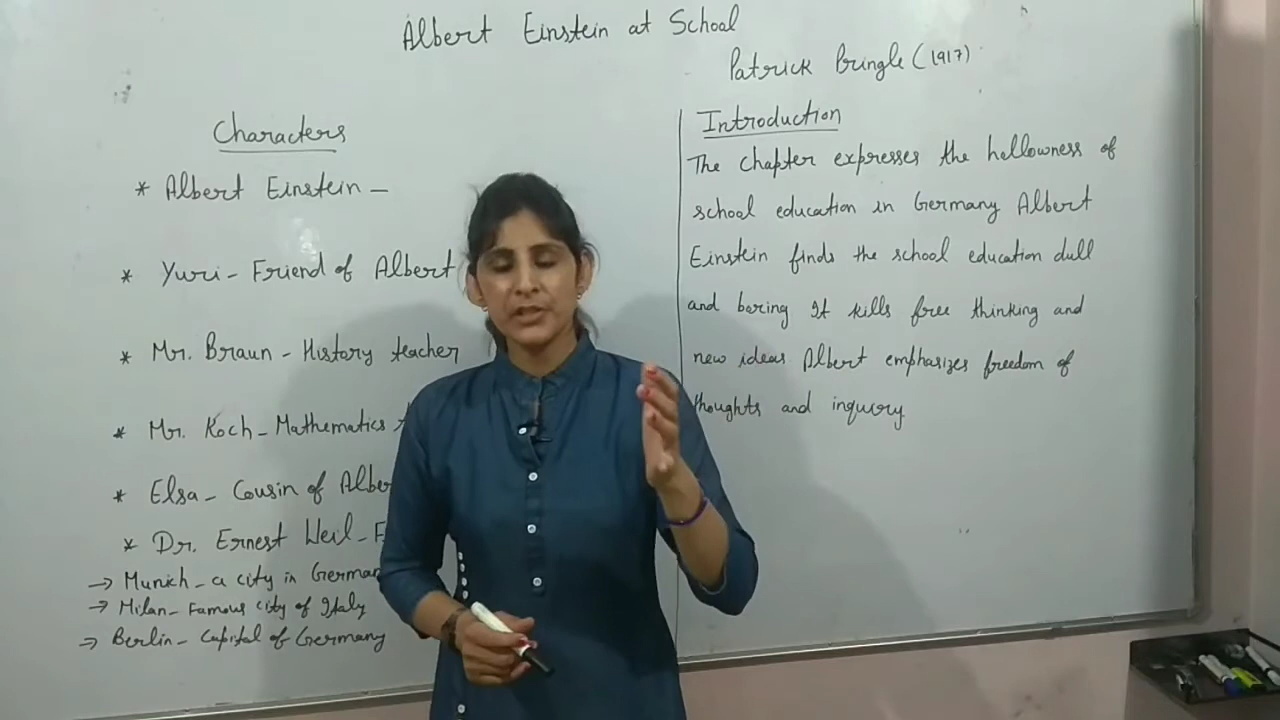 Albert Einstein at School
Patrick Pringle (1917)
Characters
* Albert Einstein –
* Yuri – Friend of Albert
* Mr. Braun – History teacher
* Mr. Koch – Mathematics
* Elsa – Cousin of Albe
* Dr. Ernest Weil –
→ Munich – a city in German
→ Milan – Famous city of Italy
→ Berlin – Capital of Germany
Introduction
The chapter expresses the hollowness of
school education in Germany Albert
Einstein finds the school education dull
and boring It kills free thinking and
new ideas Albert emphasizes freedom of
thoughts and inquiry